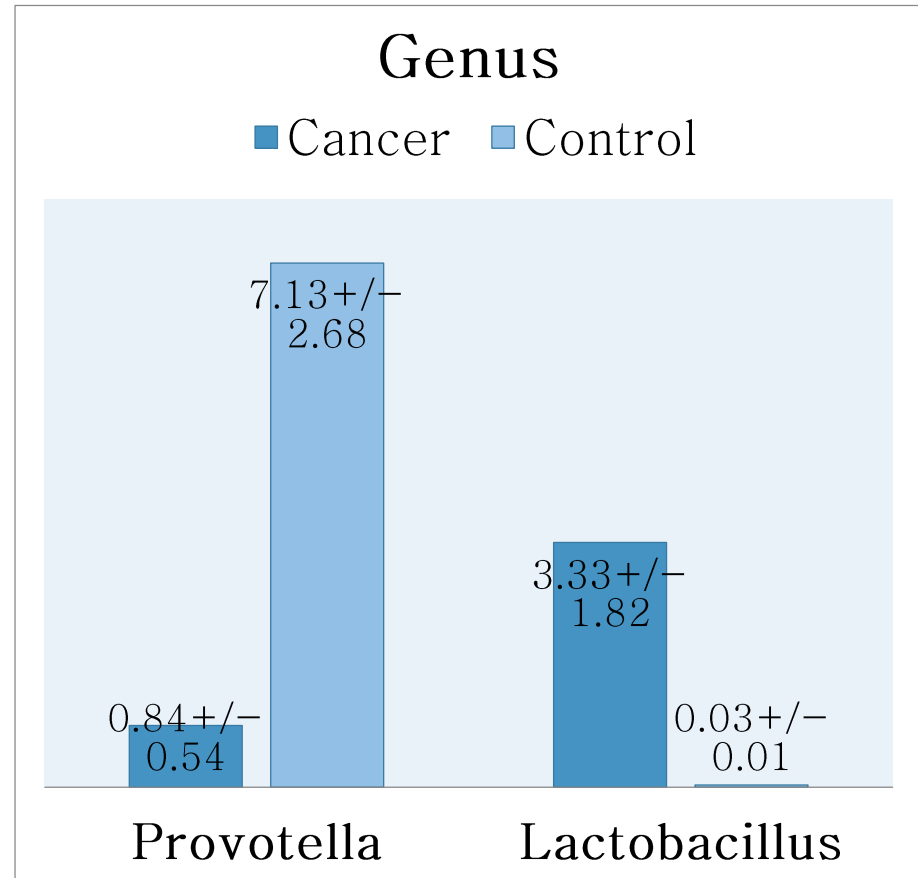 Genus
Cancer Control
7.13+/-
2.68
3.33+/-
1.82
0.84+/-
0.54
0.03+/-
0.01
Provotella Lactobacillus